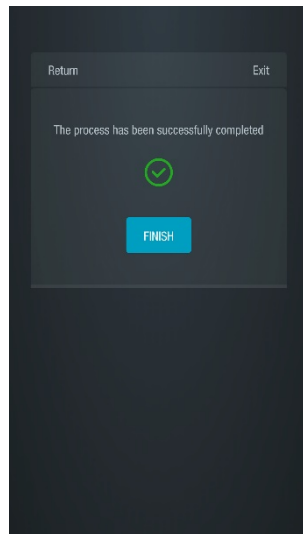 Return Exit
The process has been successfully completed
FINISH